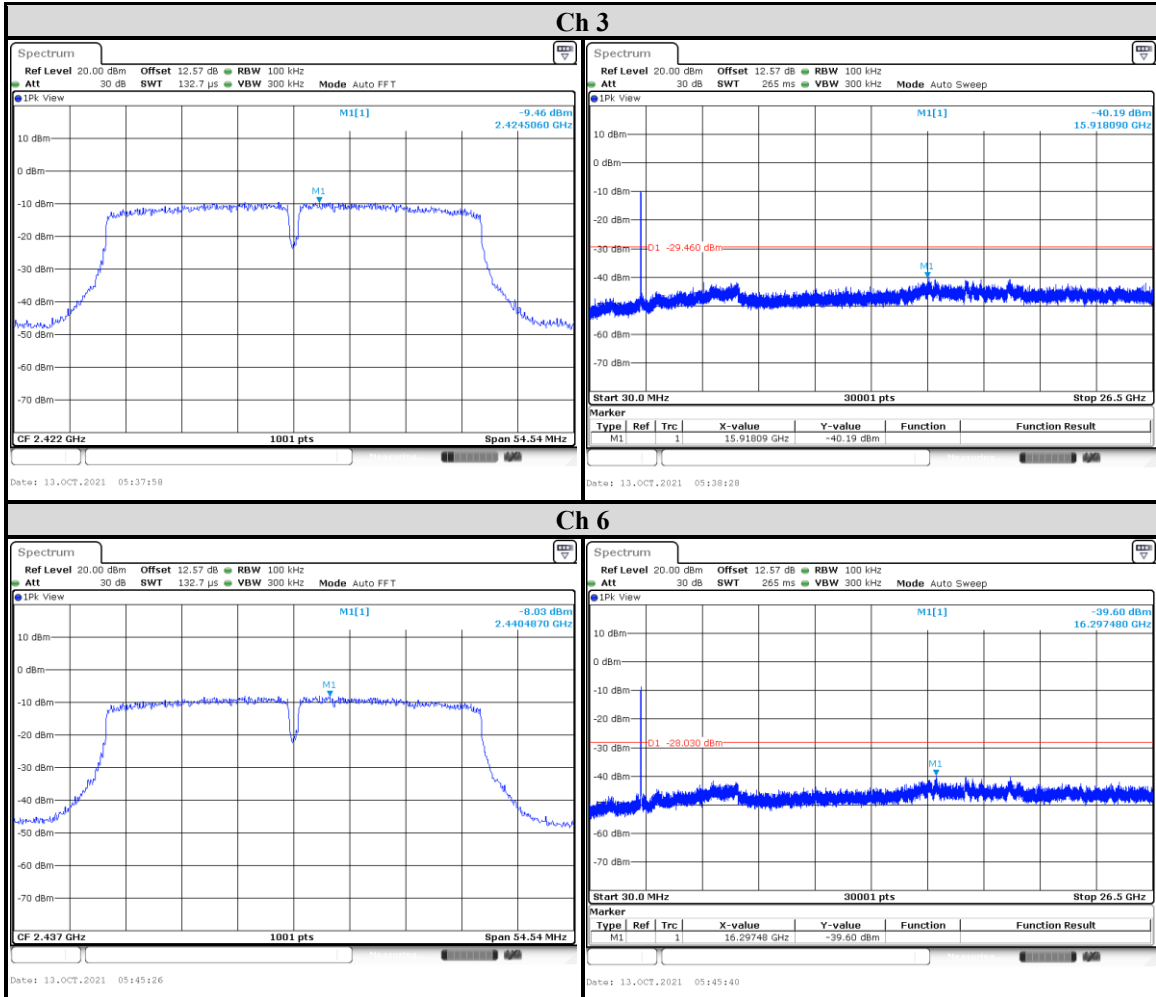 Ch 3
Spectrum
Ref Level 20.00 dBm Offset 12.57 dB RBW 100 kHz
Att 30 dB SWT 132.7 µs VBW 300 kHz Mode Auto FFT
1Pk View
M1[1] -9.46 dBm
2.4245060 GHz
10 dBm
0 dBm
M1
-10 dBm
-20 dBm
-30 dBm
-40 dBm
-50 dBm
-60 dBm
-70 dBm
CF 2.422 GHz 1001 pts Span 54.54 MHz
Date: 13.OCT.2021 05:37:58
Spectrum
Ref Level 20.00 dBm Offset 12.57 dB RBW 100 kHz
Att 30 dB SWT 265 ms VBW 300 kHz Mode Auto Sweep
1Pk View
M1[1] -40.19 dBm
15.918090 GHz
10 dBm
0 dBm
-10 dBm
-20 dBm
-30 dBm
D1 -29.460 dBm
M1
-40 dBm
-60 dBm
-70 dBm
Start 30.0 MHz 30001 pts Stop 26.5 GHz
Marker
Type Ref Trc X-value Y-value Function Function Result
M1 1 15.91809 GHz -40.19 dBm
Date: 13.OCT.2021 05:38:28
Ch 6
Spectrum
Ref Level 20.00 dBm Offset 12.57 dB RBW 100 kHz
Att 30 dB SWT 132.7 µs VBW 300 kHz Mode Auto FFT
1Pk View
M1[1] -8.03 dBm
2.4404870 GHz
10 dBm
0 dBm
M1
-10 dBm
-20 dBm
-30 dBm
-40 dBm
-50 dBm
-60 dBm
-70 dBm
CF 2.437 GHz 1001 pts Span 54.54 MHz
Date: 13.OCT.2021 05:45:26
Spectrum
Ref Level 20.00 dBm Offset 12.57 dB RBW 100 kHz
Att 30 dB SWT 265 ms VBW 300 kHz Mode Auto Sweep
1Pk View
M1[1] -39.60 dBm
16.297480 GHz
10 dBm
0 dBm
-10 dBm
-20 dBm
-30 dBm
D1 -28.030 dBm
M1
-40 dBm
-60 dBm
-70 dBm
Start 30.0 MHz 30001 pts Stop 26.5 GHz
Marker
Type Ref Trc X-value Y-value Function Function Result
M1 1 16.29748 GHz -39.60 dBm
Date: 13.OCT.2021 05:45:40